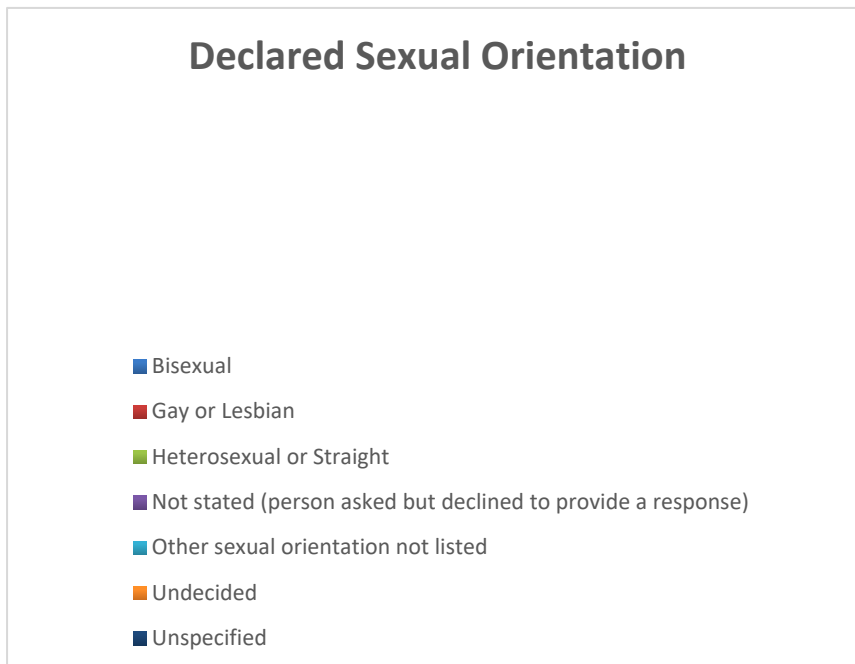 Declared Sexual Orientation
Bisexual
Gay or Lesbian
Heterosexual or Straight
Not stated (person asked but declined to provide a response)
Other sexual orientation not listed
Undecided
Unspecified